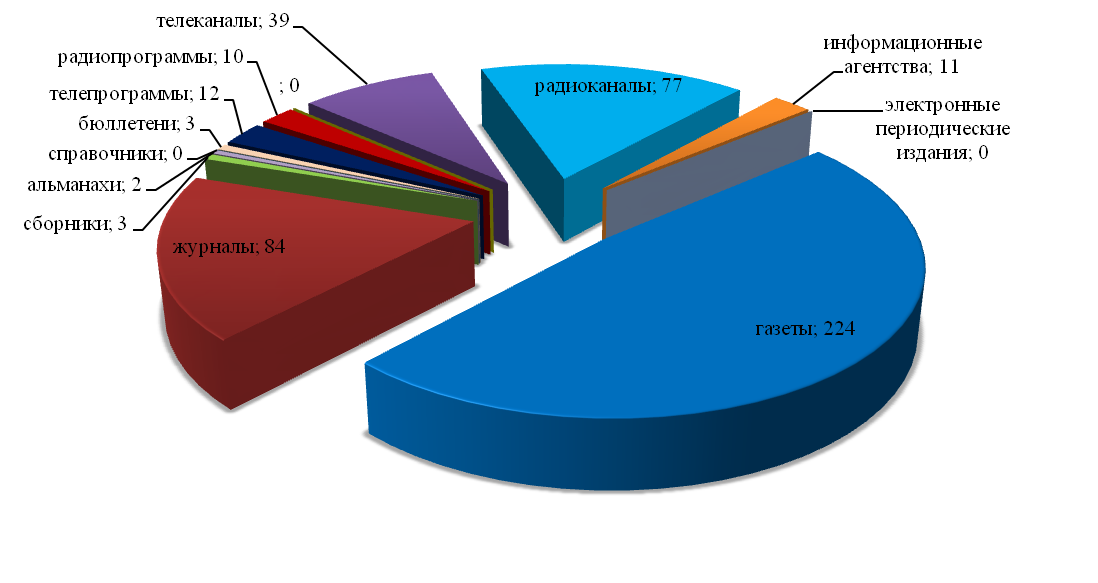 телеканалы; 39
радиопрограммы; 10
; 0
телепрограммы; 12
бюллетени; 3
справочники; 0
альманахи; 2
сборники; 3
журналы; 84
радиоканалы; 77
информационные
агентства; 11
электронные
периодические
издания; 0
газеты; 224